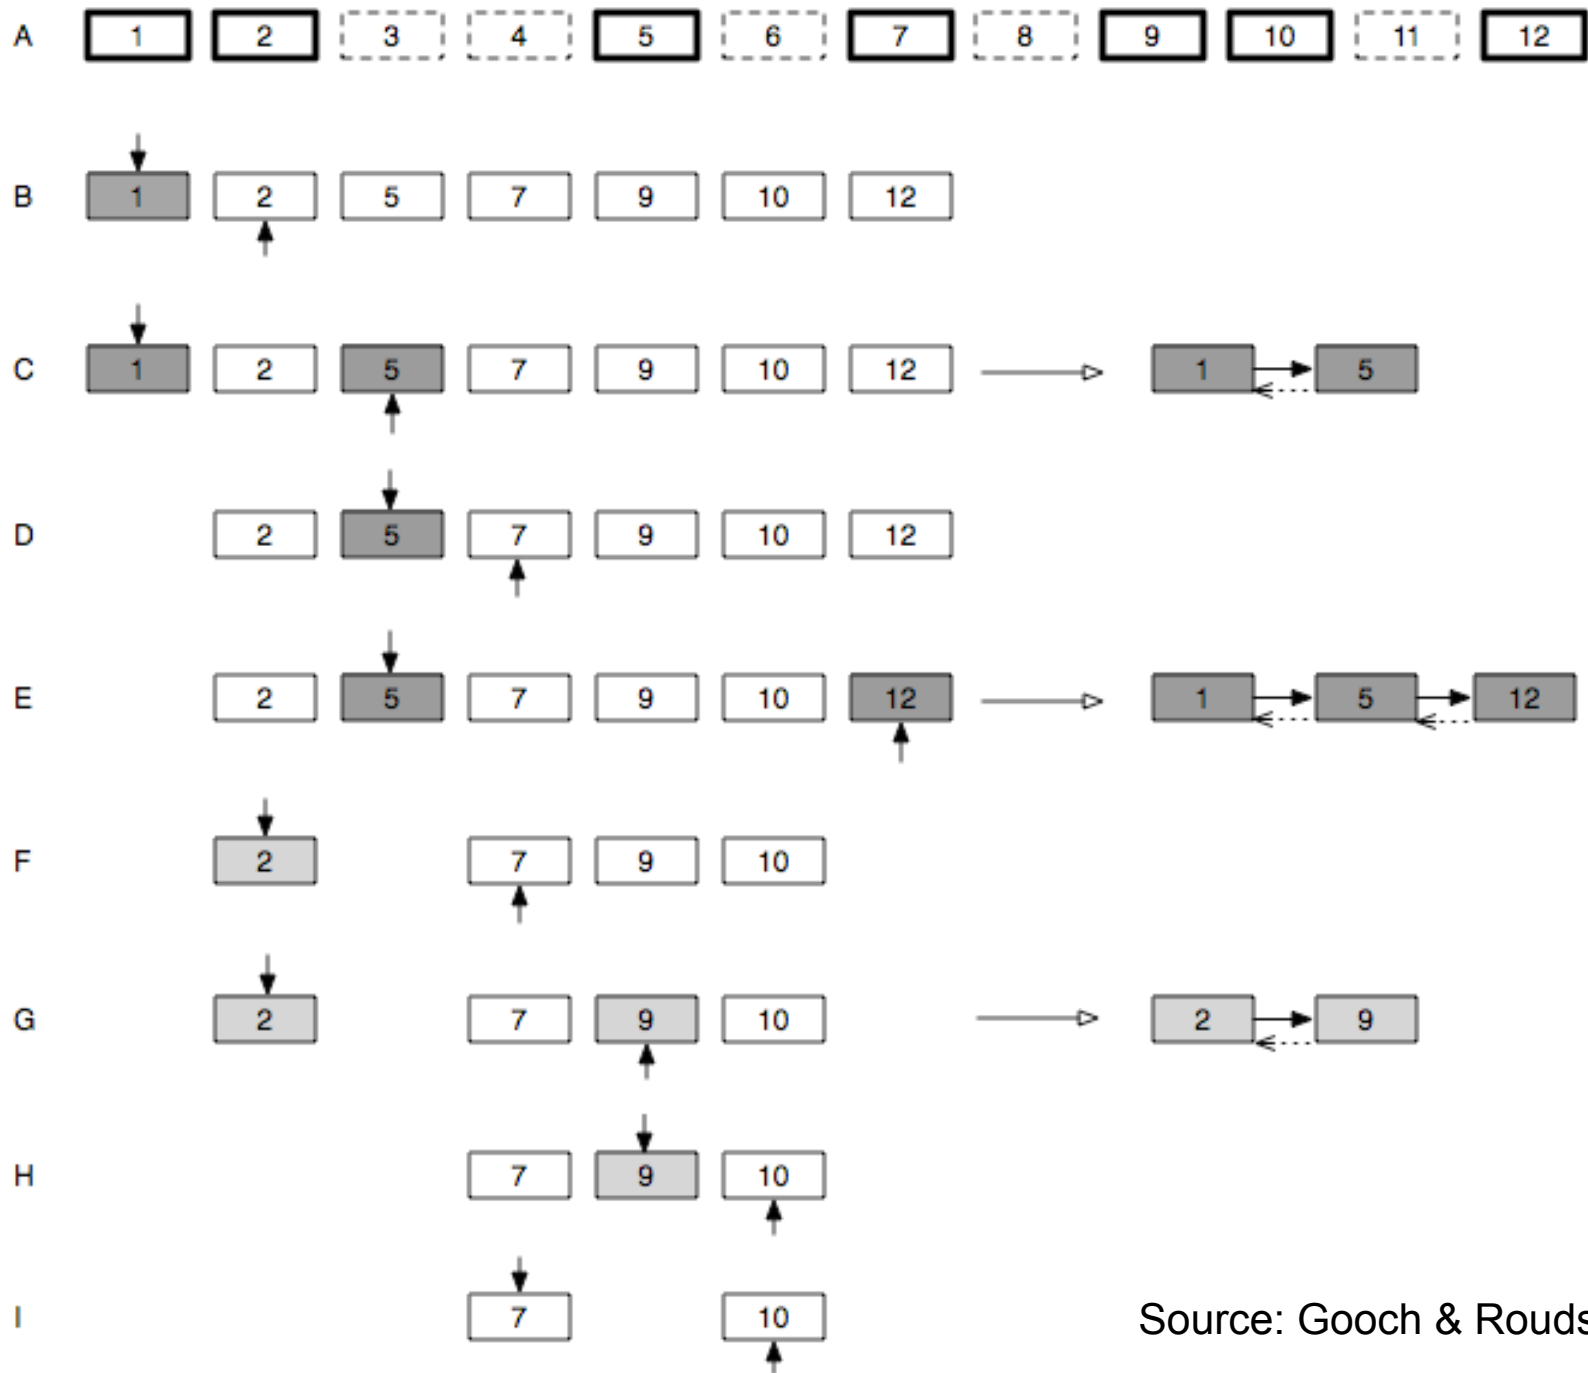 A 1 2 3 4 5 6 7 8 9 10 11 12
B 1 2 5 7 9 10 12
C 1 2 5 7 9 10 12 1 5
D 2 5 7 9 10 12
E 2 5 7 9 10 12 1 5 12
F 2 7 9 10
G 2 7 9 10 2 9
H 7 9 10
I 7 10
Source: Gooch & Rouds